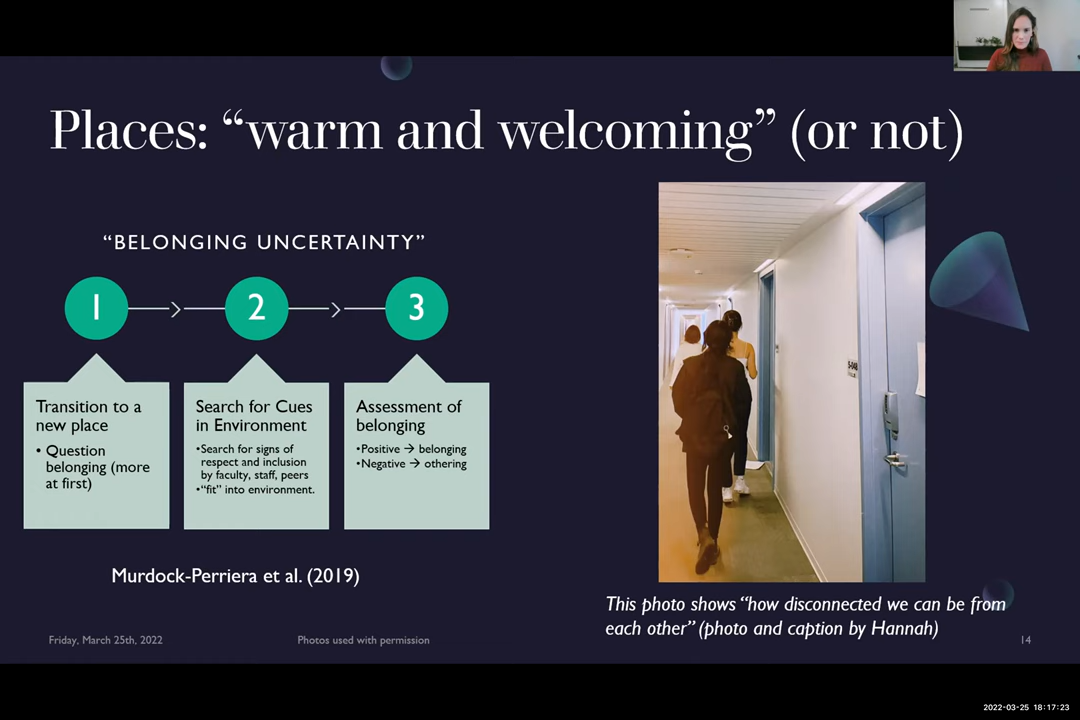 Places: “warm and welcoming” (or not)
“BELONGING UNCERTAINTY”
1
2
3
Transition to a
new place
• Question
belonging (more
at first)
Search for Cues
in Environment
•Search for signs of
respect and inclusion
by faculty, staff, peers
•“fit” into environment.
Assessment of
belonging
•Positive → belonging
•Negative → othering
Murdock-Perriera et al. (2019)
This photo shows “how disconnected we can be from
each other” (photo and caption by Hannah)
Friday, March 25th, 2022
Photos used with permission
14
2022-03-25 18:17:23